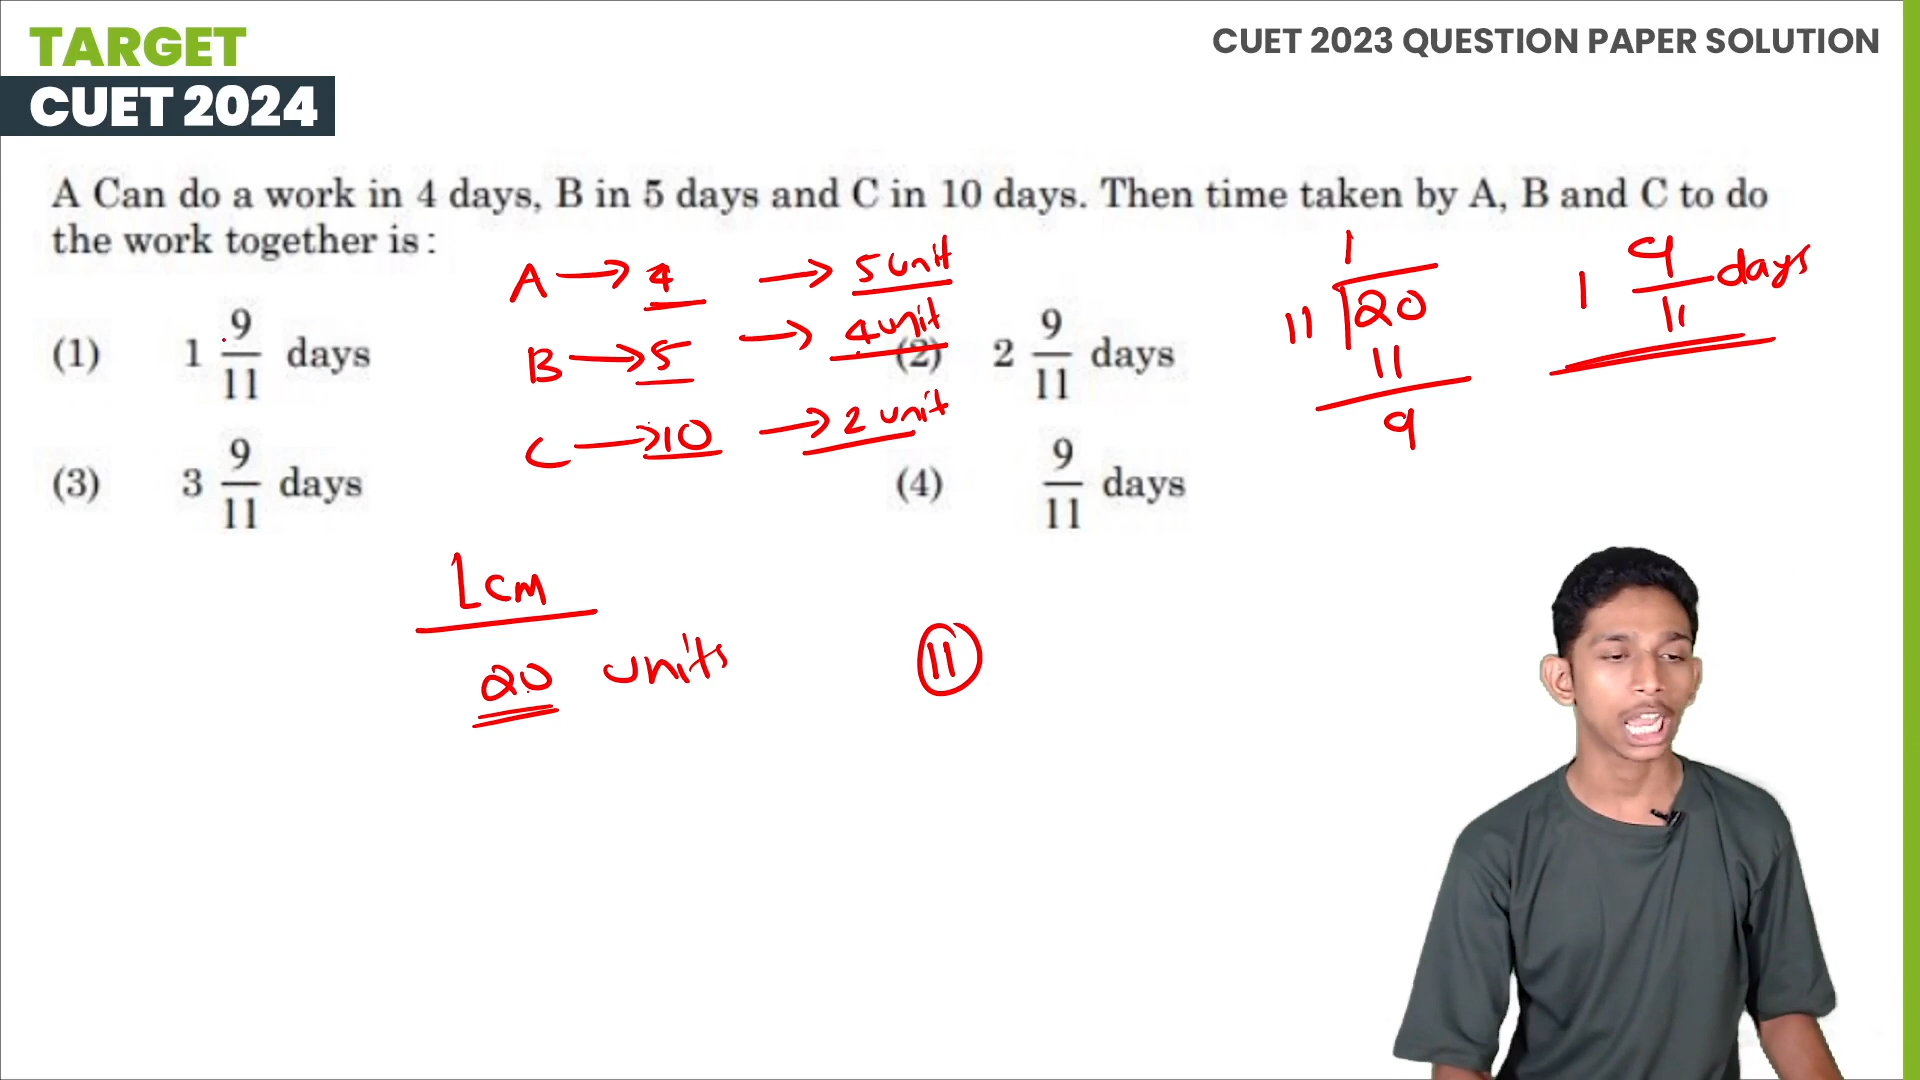 TARGET
CUET 2024
CUET 2023 QUESTION PAPER SOLUTION
A Can do a work in 4 days, B in 5 days and C in 10 days. Then time taken by A, B and C to do
the work together is :
(1) 1 9/11 days
(2) 2 9/11 days
(3) 3 9/11 days
(4) 9/11 days
A → 4 → 5 unit
B → 5 → 4 unit
C → 10 → 2 unit
LCM
20 units
11
1
11 20
11
9
1 9/11 days